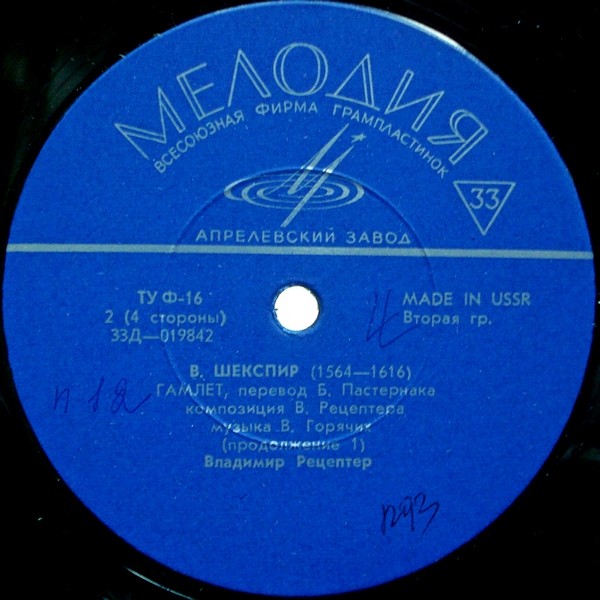 МЕЛОДИЯ
ВСЕСОЮЗНАЯ ФИРМА ГРАМПЛАСТИНОК
33
АПРЕЛЕВСКИЙ ЗАВОД
ТУ Ф-16
2 (4 стороны)
33Д—019842
MADE IN USSR
Вторая гр.
В. ШЕКСПИР (1564—1616)
ГАМЛЕТ, перевод Б. Пастернака
композиция В. Рецептера
музыка В. Горячих
(продолжение 1)
Владимир Рецептер